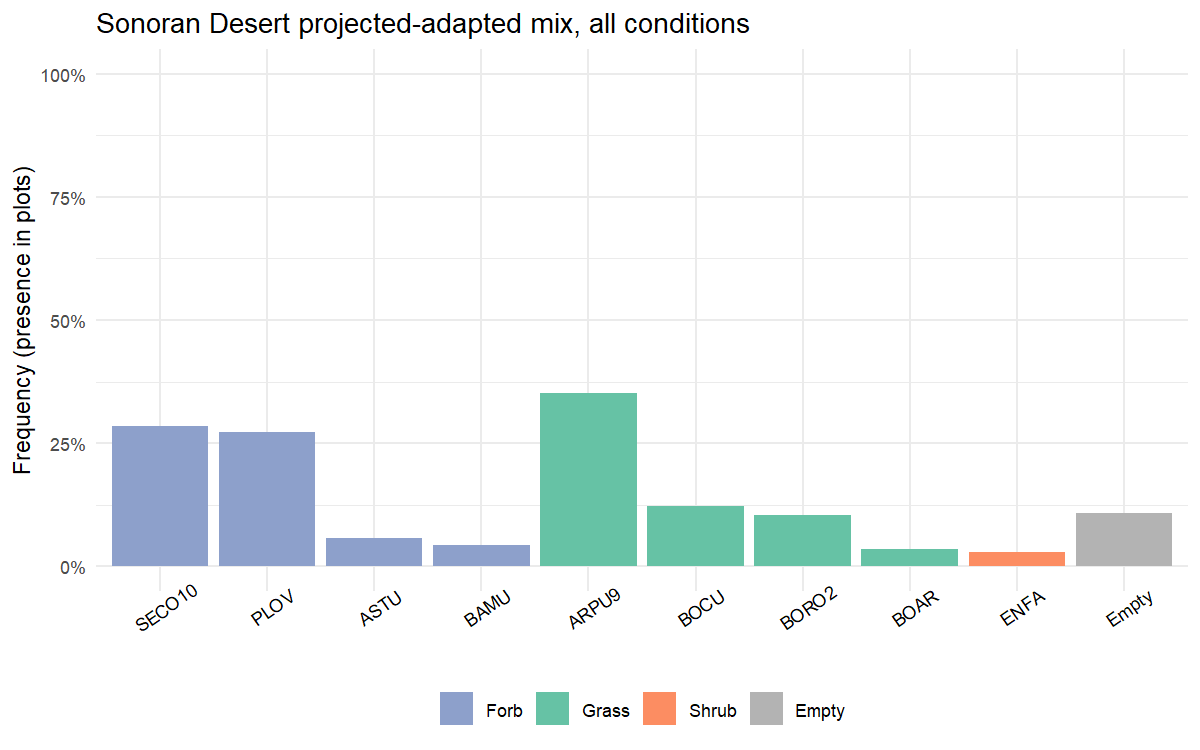 Sonoran Desert projected-adapted mix, all conditions
Frequency (presence in plots)
100%
75%
50%
25%
0%
SECO10 PLOV ASTU BAMU ARPU9 BOCU BORO2 BOAR ENFA Empty
Forb Grass Shrub Empty